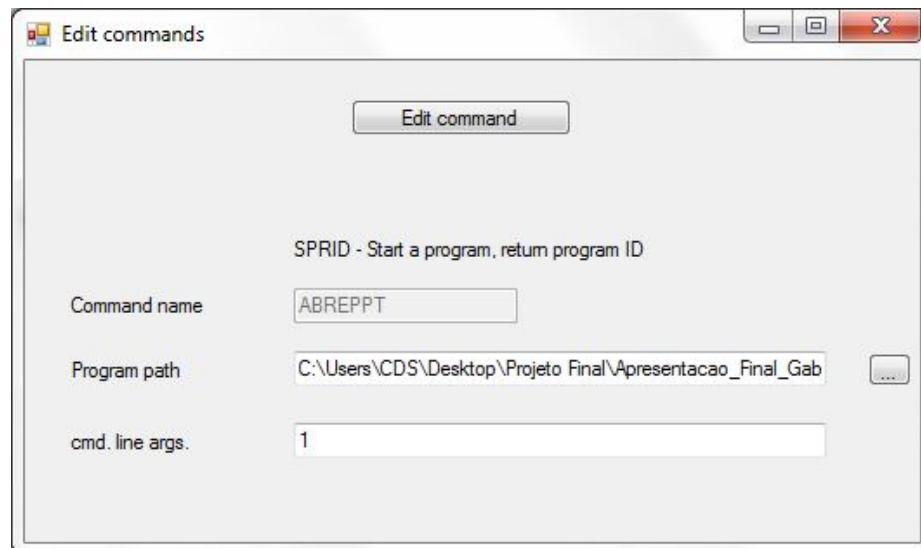 Edit commands
Edit command
SPRID - Start a program, return program ID
Command name
ABREPPT
Program path
C:\Users\CDS\Desktop\Projeto Final\Apresentacao_Final_Gab
...
cmd. line args.
1